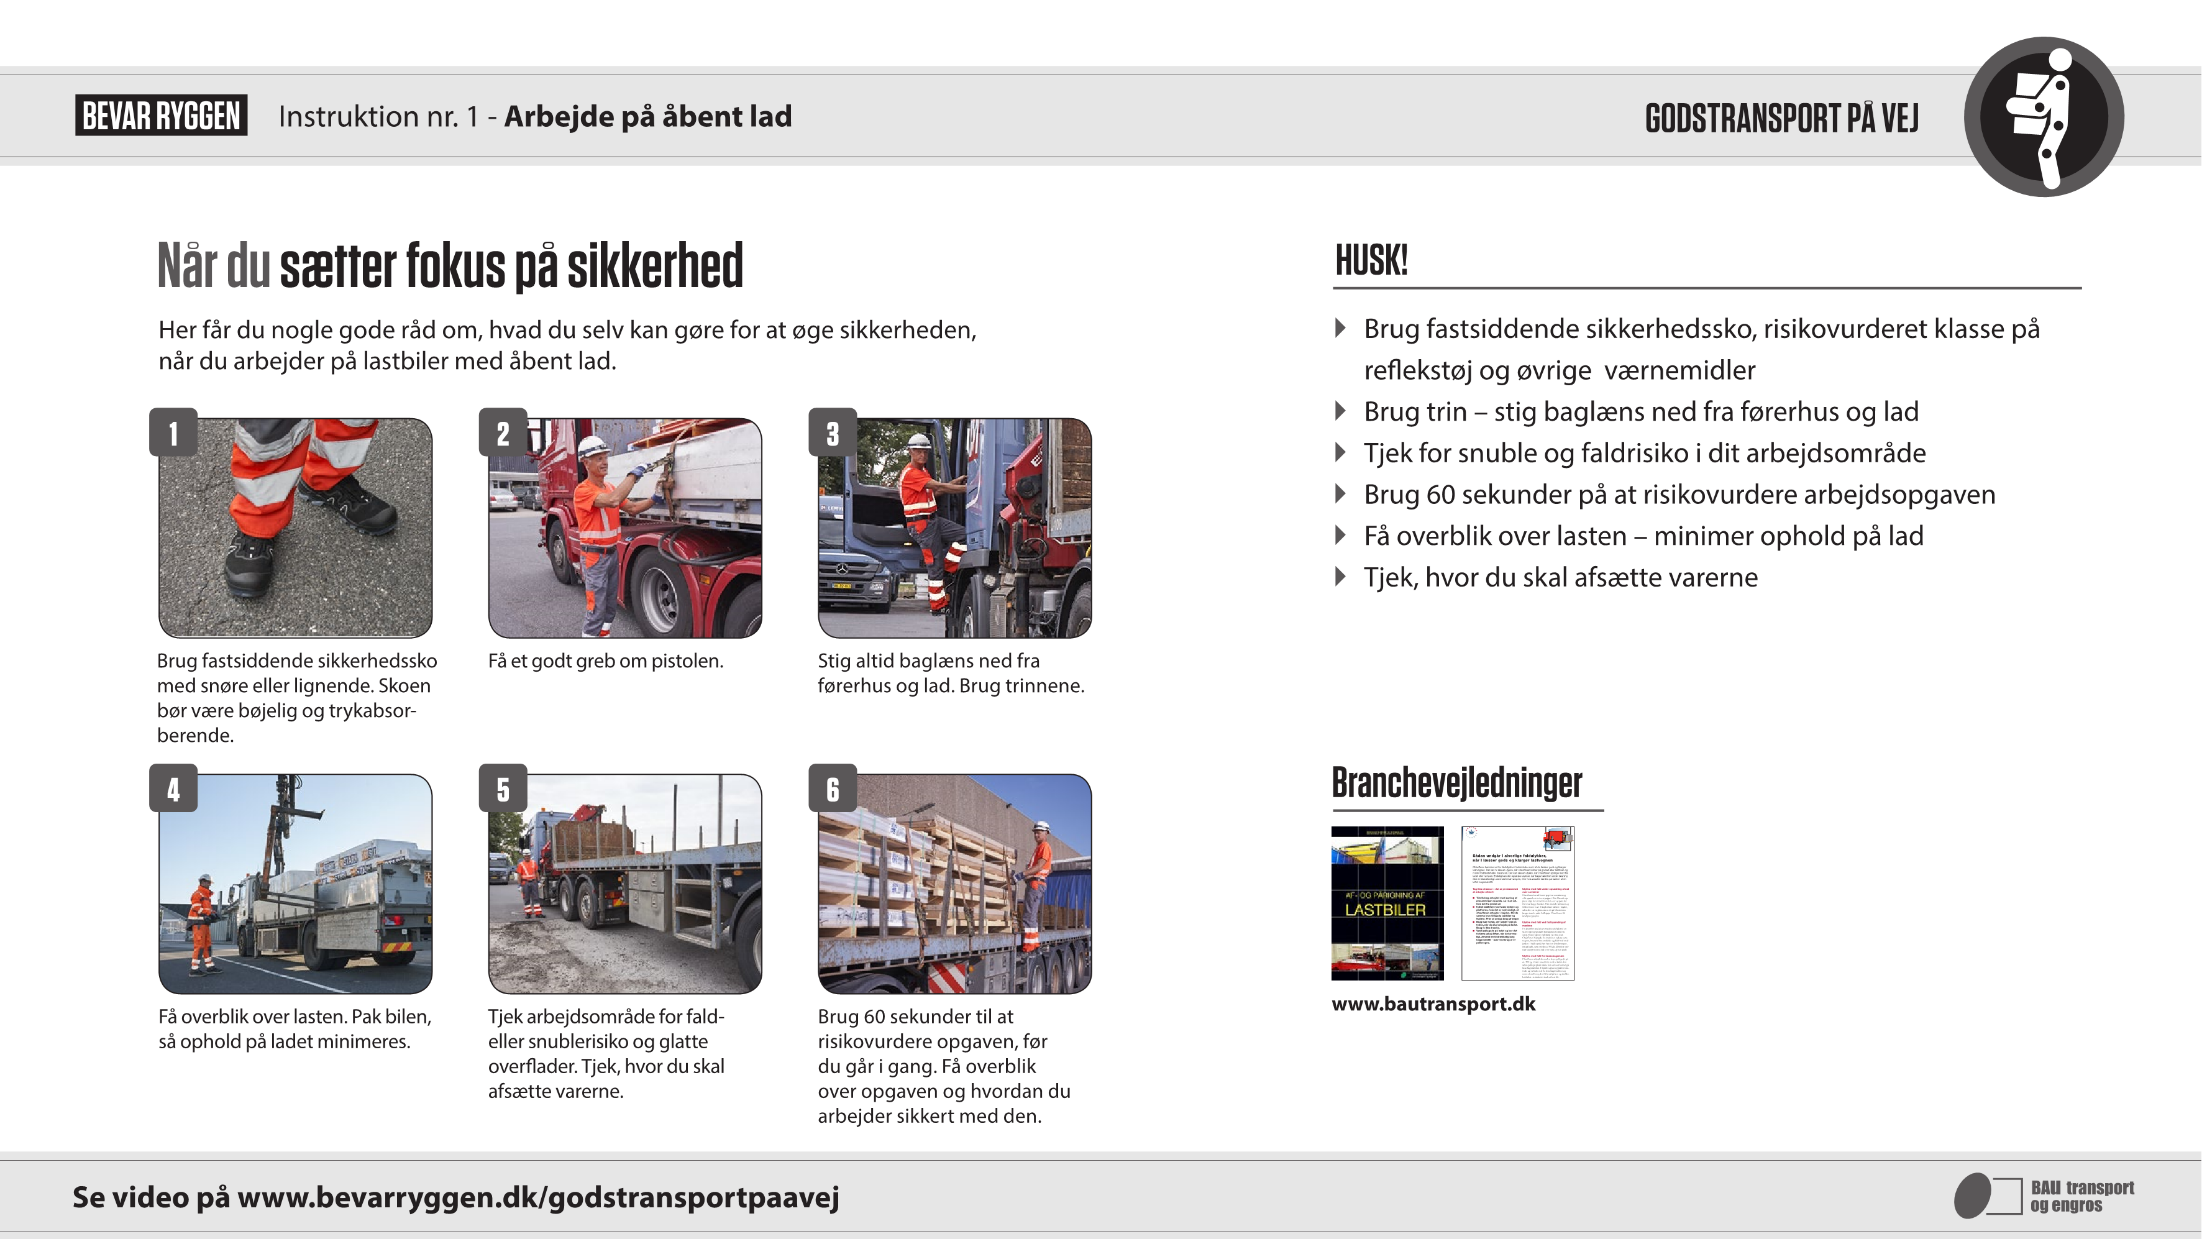 BEVAR RYGGEN
Instruktion nr. 1 - Arbejde på åbent lad
GODSTRANSPORT PÅ VEJ
Når du sætter fokus på sikkerhed
Her får du nogle gode råd om, hvad du selv kan gøre for at øge sikkerheden,
når du arbejder på lastbiler med åbent lad.
1
Brug fastsiddende sikkerhedssko
med snøre eller lignende. Skoen
bør være bøjelig og trykabsor-
berende.
2
Få et godt greb om pistolen.
3
Stig altid baglæns ned fra
førerhus og lad. Brug trinnene.
4
Få overblik over lasten. Pak bilen,
så ophold på ladet minimeres.
5
Tjek arbejdsområde for fald-
eller snublerisiko og glatte
overflader. Tjek, hvor du skal
afsætte varerne.
6
Brug 60 sekunder til at
risikovurdere opgaven, før
du går i gang. Få overblik
over opgaven og hvordan du
arbejder sikkert med den.
HUSK!
Brug fastsiddende sikkerhedssko, risikovurderet klasse på
reflekstøj og øvrige værnemidler
Brug trin – stig baglæns ned fra førerhus og lad
Tjek for snuble og faldrisiko i dit arbejdsområde
Brug 60 sekunder på at risikovurdere arbejdsopgaven
Få overblik over lasten – minimer ophold på lad
Tjek, hvor du skal afsætte varerne
Branchevejledninger
AF- OG PÅRIGNING AF
LASTBILER
www.bautransport.dk
Se video på www.bevarryggen.dk/godstransportpaavej
BAU transport
og engros